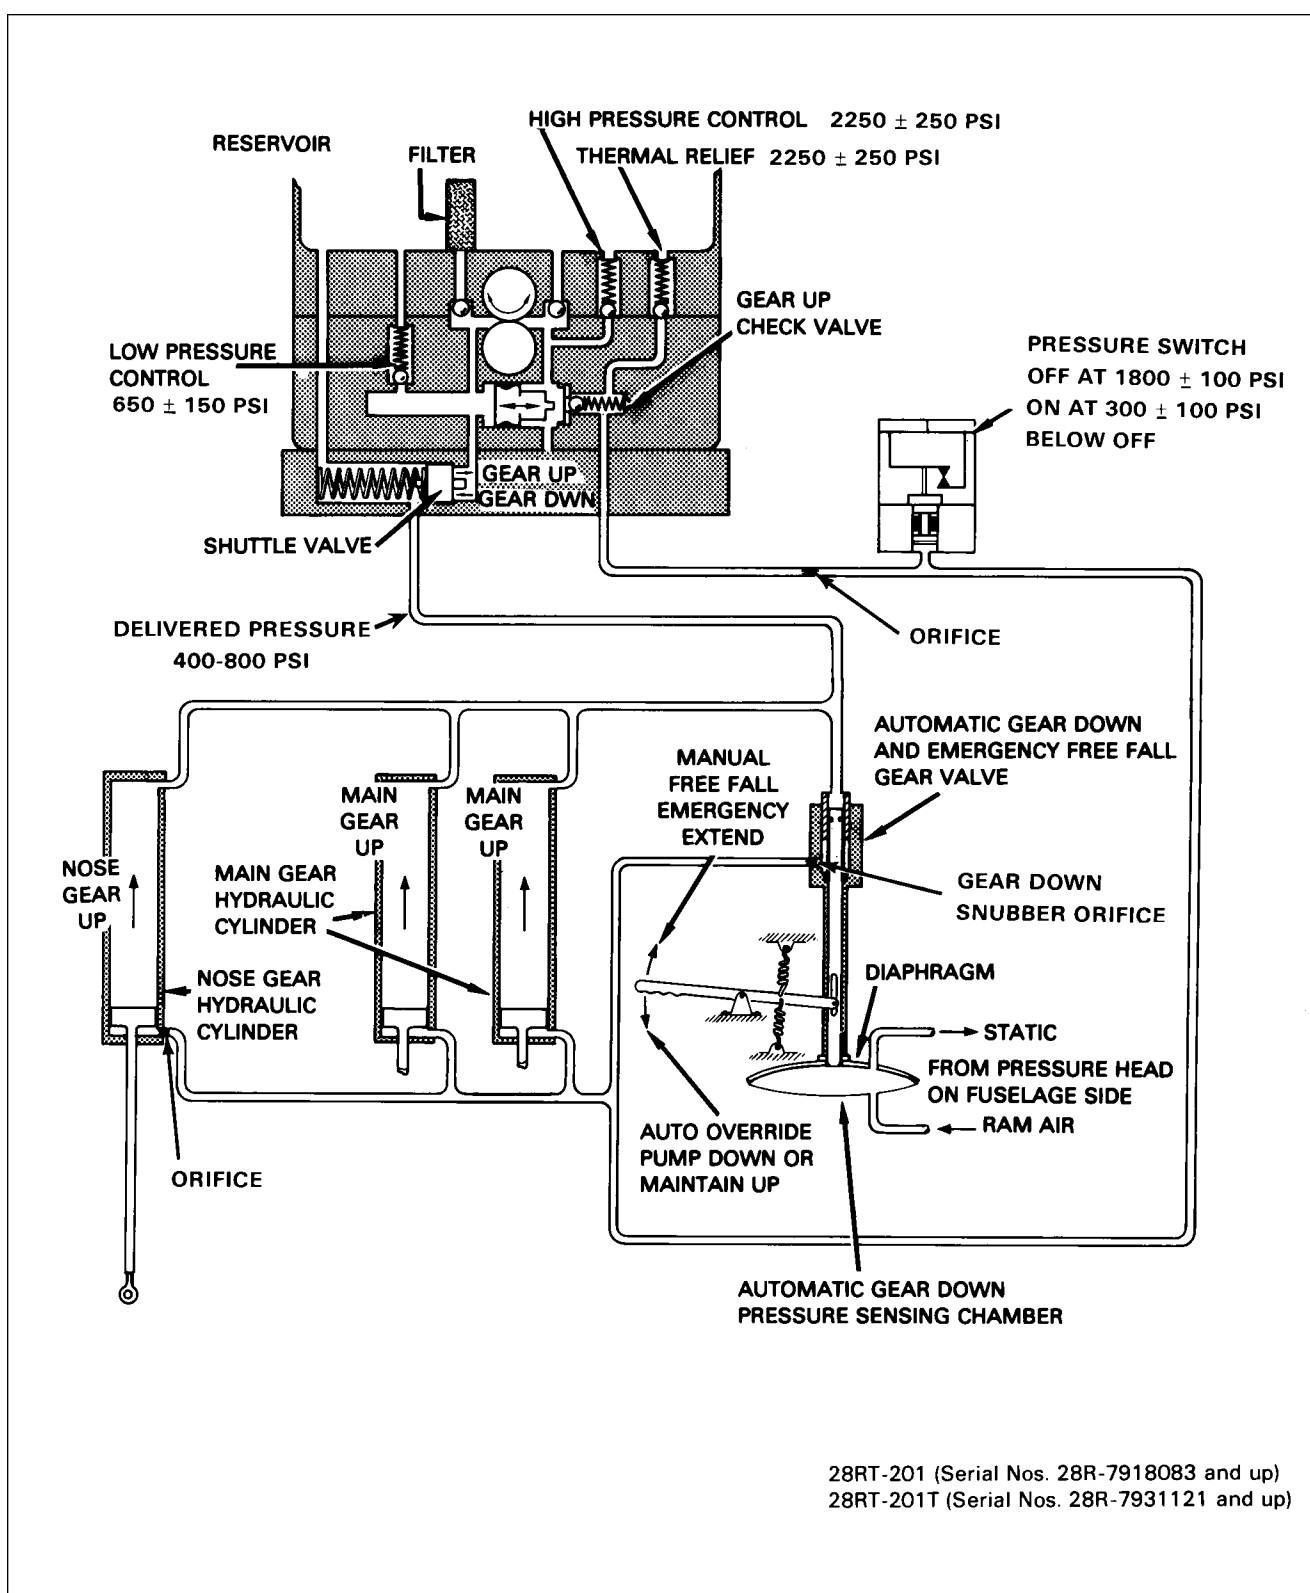 HIGH PRESSURE CONTROL 2250 ± 250 PSI
RESERVOIR
FILTER
THERMAL RELIEF 2250 ± 250 PSI
GEAR UP
CHECK VALVE
LOW PRESSURE
CONTROL
650 ± 150 PSI
PRESSURE SWITCH
OFF AT 1800 ± 100 PSI
ON AT 300 ± 100 PSI
BELOW OFF
GEAR UP
GEAR DWN
SHUTTLE VALVE
DELIVERED PRESSURE
400-800 PSI
ORIFICE
AUTOMATIC GEAR DOWN
AND EMERGENCY FREE FALL
GEAR VALVE
MANUAL
FREE FALL
EMERGENCY
EXTEND
MAIN
GEAR
UP
MAIN
GEAR
UP
NOSE
GEAR
UP
MAIN GEAR
HYDRAULIC
CYLINDER
GEAR DOWN
SNUBBER ORIFICE
NOSE GEAR
HYDRAULIC
CYLINDER
DIAPHRAGM
STATIC
FROM PRESSURE HEAD
ON FUSELAGE SIDE
RAM AIR
AUTO OVERRIDE
PUMP DOWN OR
MAINTAIN UP
ORIFICE
AUTOMATIC GEAR DOWN
PRESSURE SENSING CHAMBER
28RT-201 (Serial Nos. 28R-7918083 and up)
28RT-201T (Serial Nos. 28R-7931121 and up)